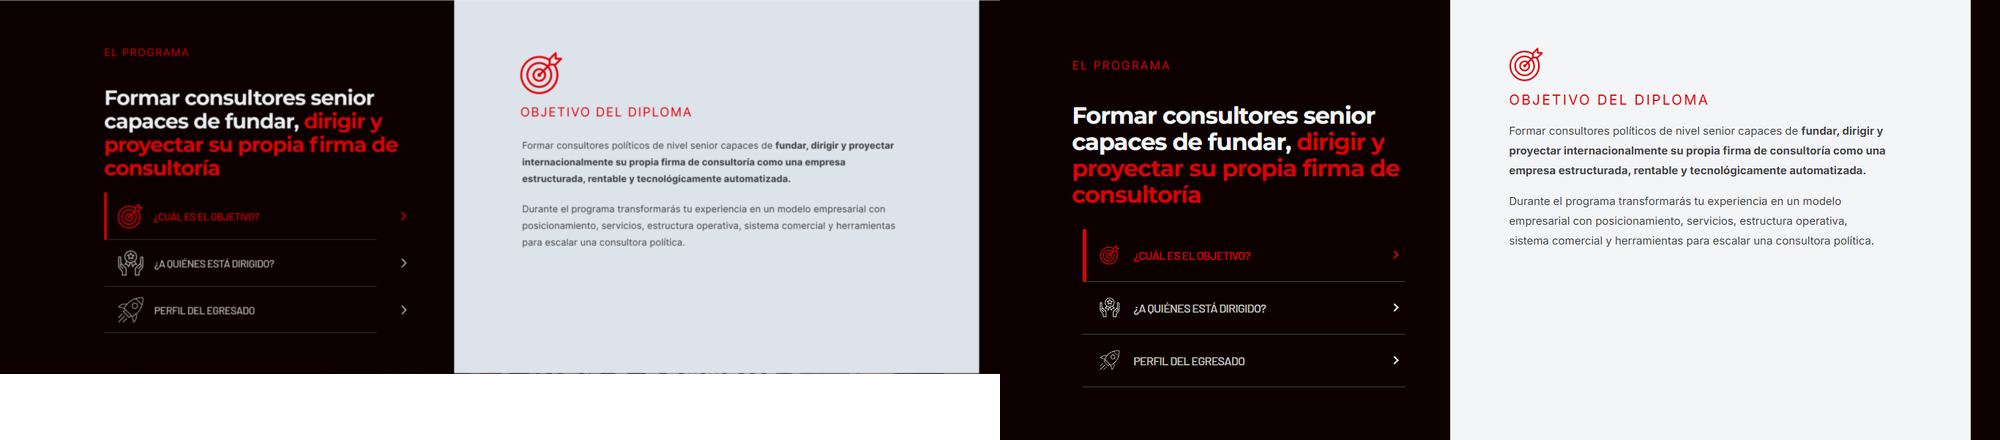 EL PROGRAMA
Formar consultores senior
capaces de fundar, dirigir y
proyectar su propia firma de
consultoría
¿CUÁL ES EL OBJETIVO?
¿A QUIÉNES ESTÁ DIRIGIDO?
PERFIL DEL EGRESADO
OBJETIVO DEL DIPLOMA
Formar consultores políticos de nivel senior capaces de fundar, dirigir y proyectar
internacionalmente su propia firma de consultoría como una empresa
estructurada, rentable y tecnológicamente automatizada.
Durante el programa transformarás tu experiencia en un modelo empresarial con
posicionamiento, servicios, estructura operativa, sistema comercial y herramientas
para escalar una consultora política.
EL PROGRAMA
Formar consultores senior
capaces de fundar, dirigir y
proyectar su propia firma de
consultoría
¿CUÁL ES EL OBJETIVO?
¿A QUIÉNES ESTÁ DIRIGIDO?
PERFIL DEL EGRESADO
OBJETIVO DEL DIPLOMA
Formar consultores políticos de nivel senior capaces de fundar, dirigir y
proyectar internacionalmente su propia firma de consultoría como una
empresa estructurada, rentable y tecnológicamente automatizada.
Durante el programa transformarás tu experiencia en un modelo
empresarial con posicionamiento, servicios, estructura operativa,
sistema comercial y herramientas para escalar una consultora política.